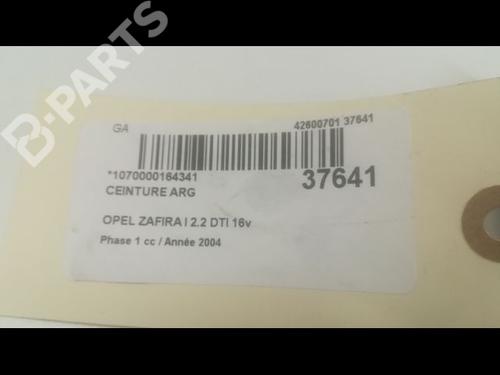 B-PARTS
GA
42600701 37641
*1070000164341
37641
CEINTURE ARG
OPEL ZAFIRA I 2.2 DTI 16v
Phase 1 cc / Année 2004